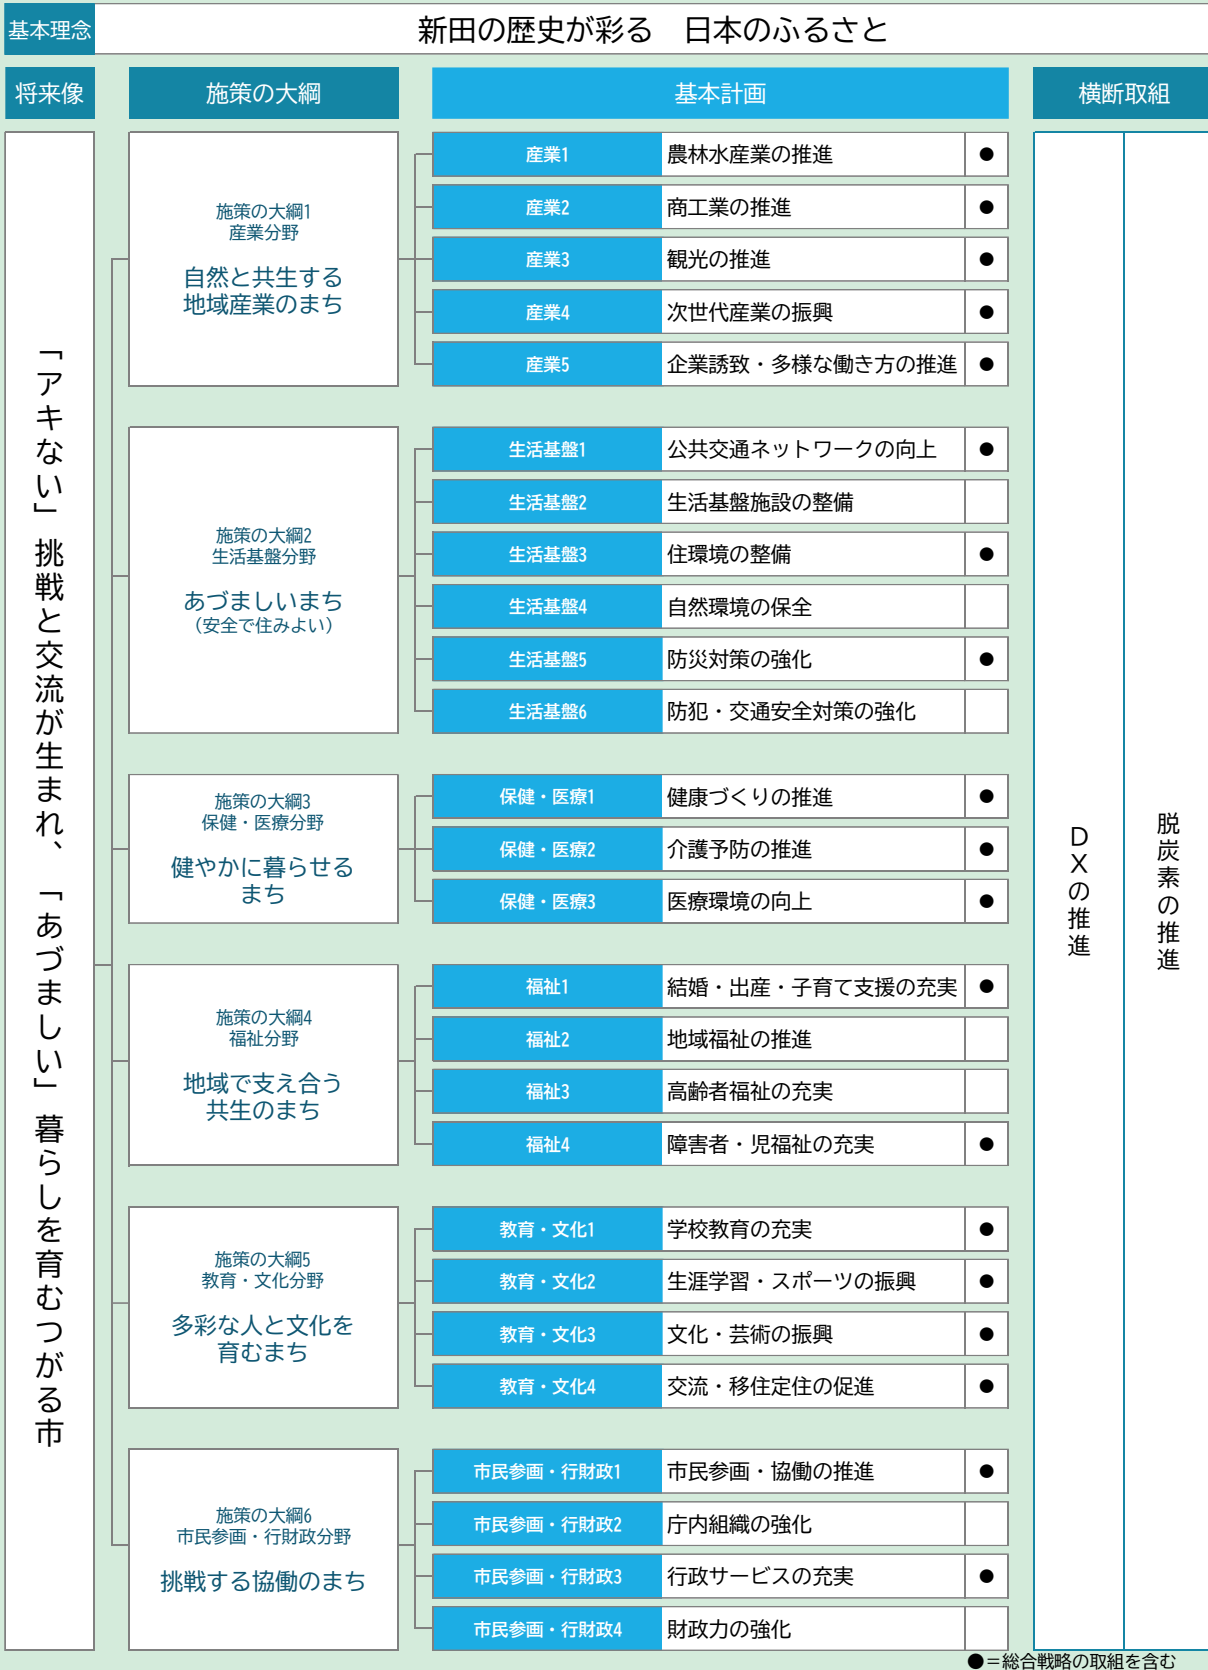 基本理念
新田の歴史が彩る　日本のふるさと
将来像
施策の大綱
基本計画
横断取組
「アキない」挑戦と交流が生まれ、「あづましい」暮らしを育むつがる市
施策の大綱1
産業分野
自然と共生する
地域産業のまち
産業1 農林水産業の推進 ●
産業2 商工業の推進 ●
産業3 観光の推進 ●
産業4 次世代産業の振興 ●
産業5 企業誘致・多様な働き方の推進 ●
施策の大綱2
生活基盤分野
あづましいまち
（安全で住みよい）
生活基盤1 公共交通ネットワークの向上 ●
生活基盤2 生活基盤施設の整備
生活基盤3 住環境の整備 ●
生活基盤4 自然環境の保全
生活基盤5 防災対策の強化 ●
生活基盤6 防犯・交通安全対策の強化
施策の大綱3
保健・医療分野
健やかに暮らせる
まち
保健・医療1 健康づくりの推進 ●
保健・医療2 介護予防の推進 ●
保健・医療3 医療環境の向上 ●
施策の大綱4
福祉分野
地域で支え合う
共生のまち
福祉1 結婚・出産・子育て支援の充実 ●
福祉2 地域福祉の推進
福祉3 高齢者福祉の充実
福祉4 障害者・児福祉の充実 ●
施策の大綱5
教育・文化分野
多彩な人と文化を
育むまち
教育・文化1 学校教育の充実 ●
教育・文化2 生涯学習・スポーツの振興 ●
教育・文化3 文化・芸術の振興 ●
教育・文化4 交流・移住定住の促進 ●
施策の大綱6
市民参画・行財政分野
挑戦する協働のまち
市民参画・行財政1 市民参画・協働の推進 ●
市民参画・行財政2 庁内組織の強化
市民参画・行財政3 行政サービスの充実 ●
市民参画・行財政4 財政力の強化
ＤＸの推進
脱炭素の推進
●＝総合戦略の取組を含む